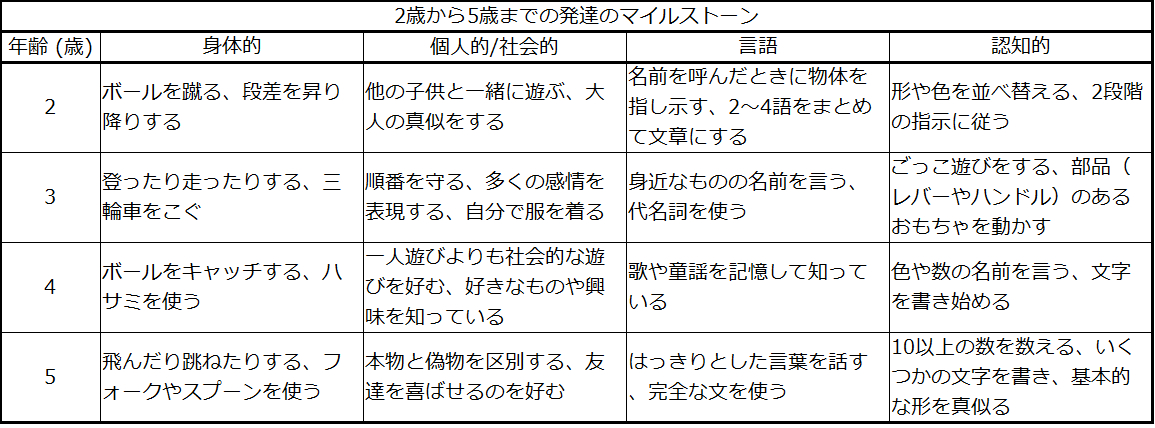 2歳から5歳までの発達のマイルストーン
年齢 (歳)
身体的
個人的/社会的
言語
認知的
2
ボールを蹴る、段差を昇り
降りする
他の子供と一緒に遊ぶ、大
人の真似をする
名前を呼んだときに物体を
指し示す、2～4語をまとめ
て文章にする
形や色を並べ替える、2段階
の指示に従う
3
登ったり走ったりする、三
輪車をこぐ
順番を守る、多くの感情を
表現する、自分で服を着る
身近なものの名前を言う、
代名詞を使う
ごっこ遊びをする、部品（
レバーやハンドル）のある
おもちゃを動かす
4
ボールをキャッチする、ハ
サミを使う
一人遊びよりも社会的な遊
びを好む、好きなものや興
味を知っている
歌や童謡を記憶して知って
いる
色や数の名前を言う、文字
を書き始める
5
飛んだり跳ねたりする、フ
ォークやスプーンを使う
本物と偽物を区別する、友
達を喜ばせるのを好む
はっきりとした言葉を話す
、完全な文を使う
10以上の数を数える、いく
つかの文字を書き、基本的
な形を真似る